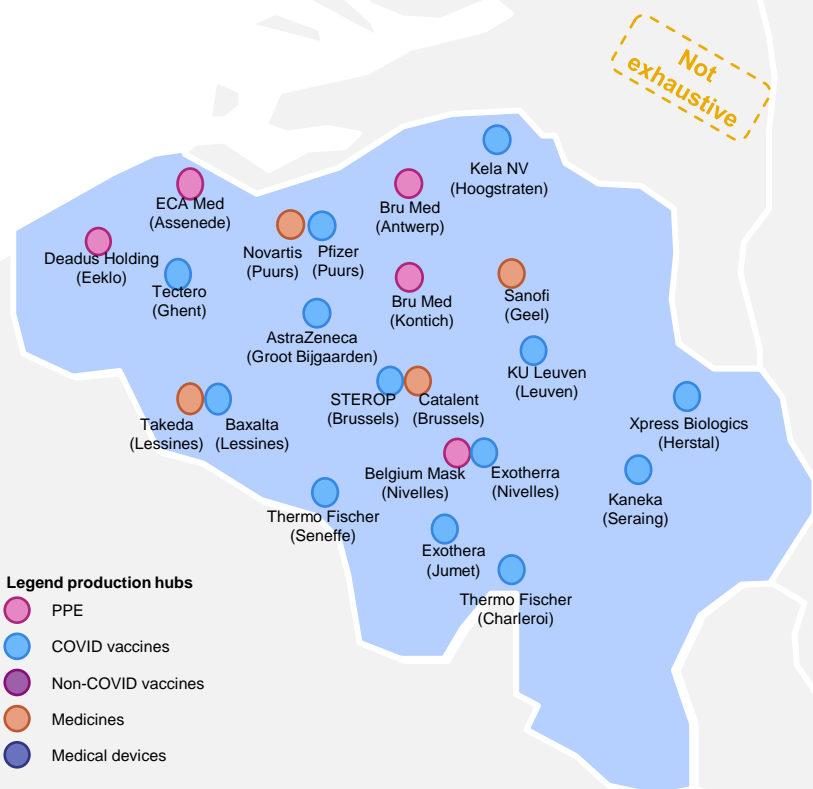 Not
exhaustive
Kela NV
(Hoogstraten)
ECA Med
(Assenede)
Bru Med
(Antwerp)
Deadus Holding
(Eeklo)
Novartis
(Puurs)
Pfizer
(Puurs)
Tectero
(Ghent)
Bru Med
(Kontich)
Sanofi
(Geel)
AstraZeneca
(Groot Bijgaarden)
KU Leuven
(Leuven)
STEROP
(Brussels)
Catalent
(Brussels)
Takeda
(Lessines)
Baxalta
(Lessines)
Xpress Biologics
(Herstal)
Belgium Mask
(Nivelles)
Exotherra
(Nivelles)
Kaneka
(Seraing)
Thermo Fischer
(Seneffe)
Exothera
(Jumet)
Thermo Fischer
(Charleroi)
Legend production hubs
PPE
COVID vaccines
Non-COVID vaccines
Medicines
Medical devices